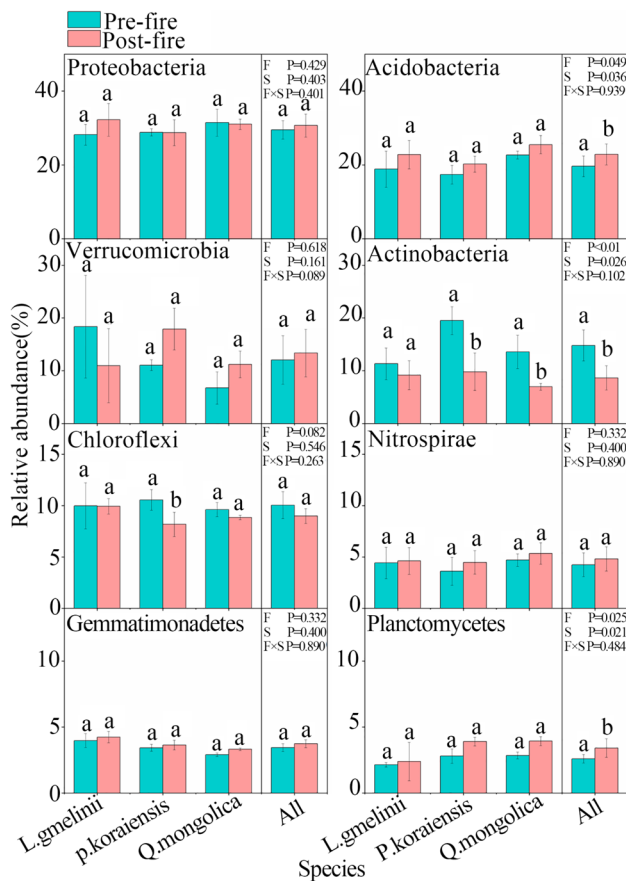 Pre-fire
Post-fire
Relative abundance(%)
Proteobacteria
F P=0.429
S P=0.403
F×S P=0.401
a a a a a a a a
40
20
0
Acidobacteria
F P=0.049
S P=0.036
F×S P=0.939
a a a a a a a b
40
20
0
Verrucomicrobia
F P=0.618
S P=0.161
F×S P=0.089
a a a a a a a a
30
20
10
0
Actinobacteria
F P<0.01
S P=0.026
F×S P=0.102
a a a b a b a b
30
20
10
0
Chloroflexi
F P=0.082
S P=0.546
F×S P=0.263
a a a b a a a a
15
10
5
0
Nitrospirae
F P=0.332
S P=0.400
F×S P=0.890
a a a a a a a a
15
10
5
0
Gemmatimonadetes
F P=0.332
S P=0.400
F×S P=0.890
a a a a a a a a
10
5
0
L.gmelinii p.koraiensis Q.mongolica All
Planctomycetes
F P=0.025
S P=0.021
F×S P=0.484
a a a a a a a b
10
5
0
L.gmelinii P.koraiensis Q.mongolica All
Species